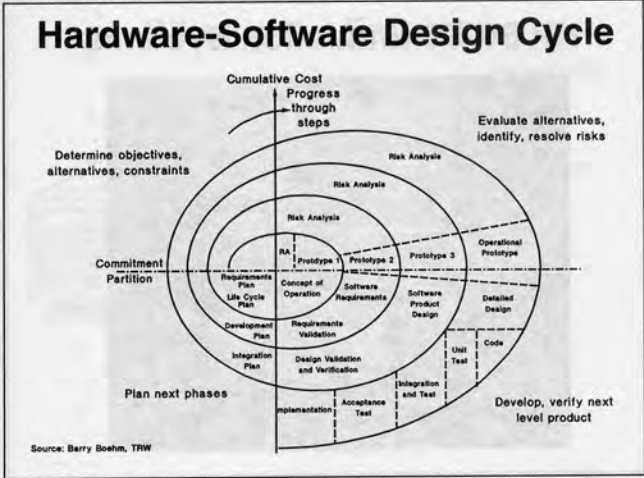 Hardware-Software Design Cycle
Cumulative Cost
Progress
through
steps
Evaluate alternatives,
identify, resolve risks
Determine objectives,
alternatives, constraints
Risk Analysis
Risk Analysis
Risk Analysis
RA
Prototype 1
Prototype 2
Prototype 3
Operational
Prototype
Commitment
Partition
Requirements
Plan
Life Cycle
Plan
Concept of
Operation
Software
Requirements
Software
Product
Design
Detailed
Design
Development
Plan
Requirements
Validation
Integration
Plan
Design Validation
and Verification
Unit
Test
Code
Integration
and Test
Acceptance
Test
Implementation
Plan next phases
Develop, verify next
level product
Source: Barry Boehm, TRW